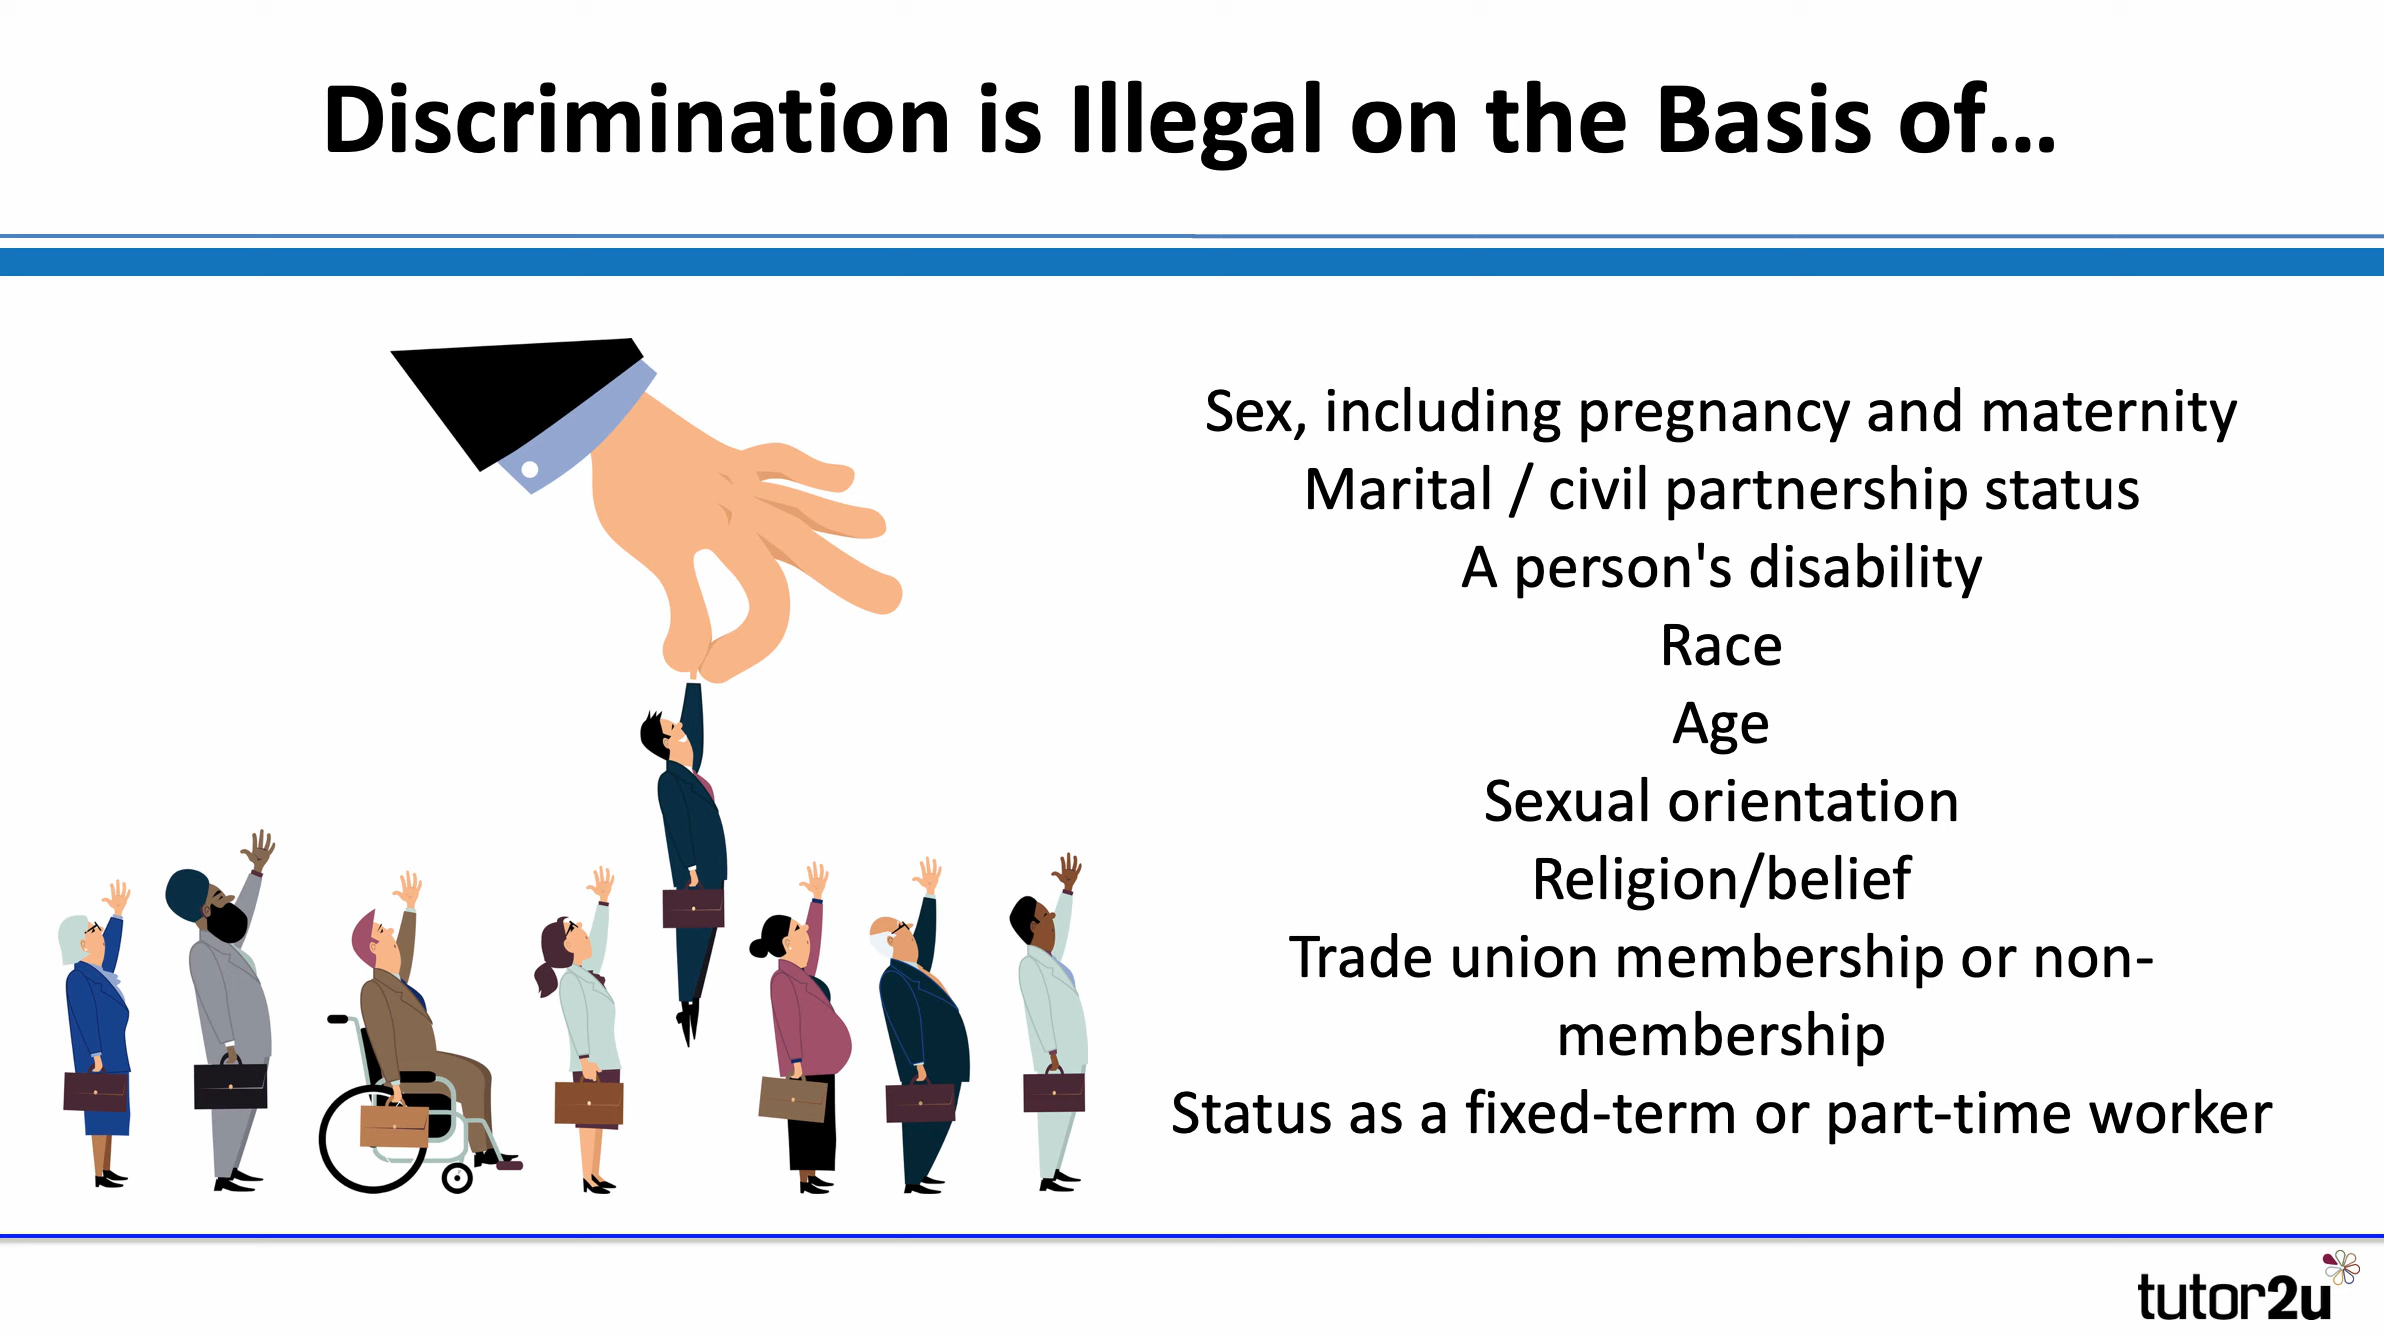 Discrimination is Illegal on the Basis of...
Sex, including pregnancy and maternity
Marital / civil partnership status
A person's disability
Race
Age
Sexual orientation
Religion/belief
Trade union membership or non-
membership
Status as a fixed-term or part-time worker
tutor2u